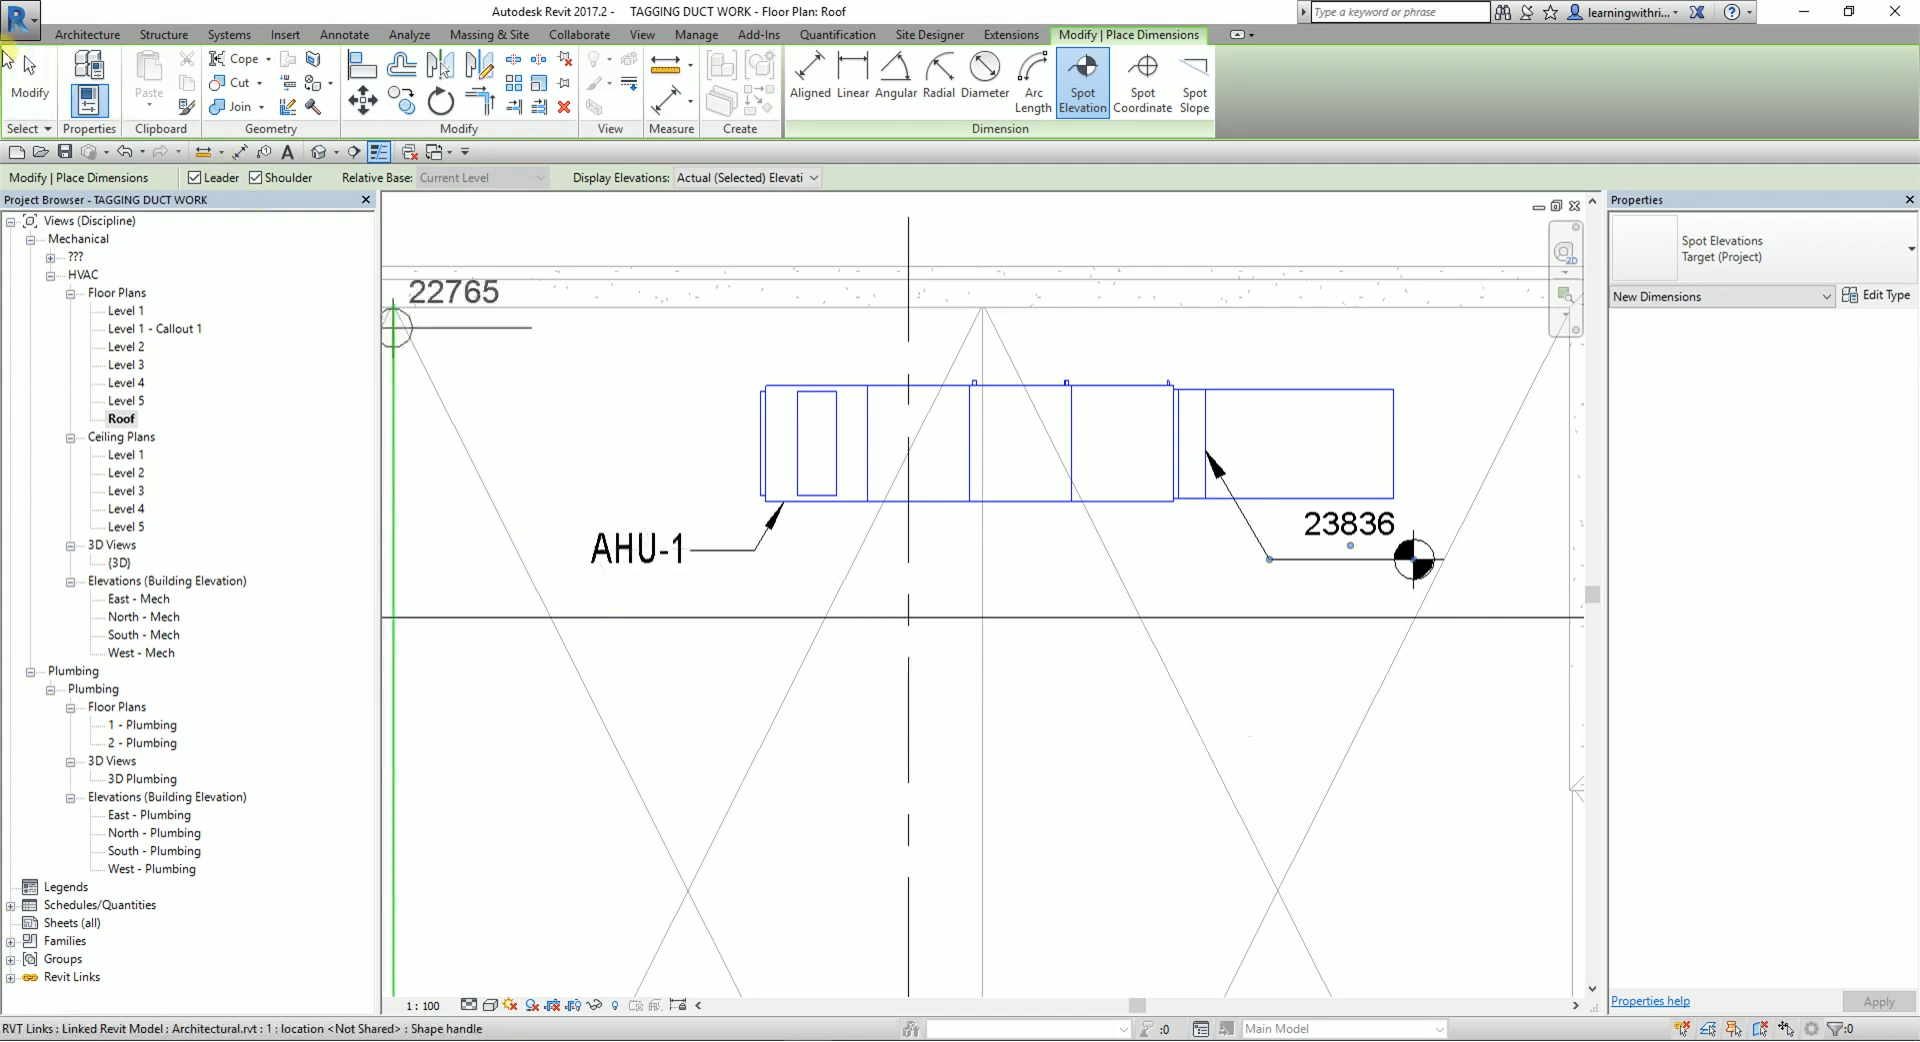 Autodesk Revit 2017.2 - TAGGING DUCT WORK - Floor Plan: Roof
Type a keyword or phrase
learningwithri...
Architecture Structure Systems Insert Annotate Analyze Massing & Site Collaborate View Manage Add-Ins Quantification Site Designer Extensions Modify | Place Dimensions
Modify
Properties
Paste
Cope
Cut
Join
Aligned Linear Angular Radial Diameter Arc Length Spot Elevation Spot Coordinate Spot Slope
Select Properties Clipboard Geometry Modify View Measure Create Dimension
Modify | Place Dimensions Leader Shoulder Relative Base: Current Level Display Elevations: Actual (Selected) Elevati
Project Browser - TAGGING DUCT WORK
Views (Discipline)
Mechanical
???
HVAC
Floor Plans
Level 1
Level 1 - Callout 1
Level 2
Level 3
Level 4
Level 5
Roof
Ceiling Plans
Level 1
Level 2
Level 3
Level 4
Level 5
3D Views
{3D}
Elevations (Building Elevation)
East - Mech
North - Mech
South - Mech
West - Mech
Plumbing
Plumbing
Floor Plans
1 - Plumbing
2 - Plumbing
3D Views
3D Plumbing
Elevations (Building Elevation)
East - Plumbing
North - Plumbing
South - Plumbing
West - Plumbing
Legends
Schedules/Quantities
Sheets (all)
Families
Groups
Revit Links
22765
AHU-1
23836
2D
1 : 100
Properties
Spot Elevations
Target (Project)
New Dimensions
Edit Type
Properties help
Apply
RVT Links : Linked Revit Model : Architectural.rvt : 1 : location <Not Shared> : Shape handle
:0
Main Model
:0